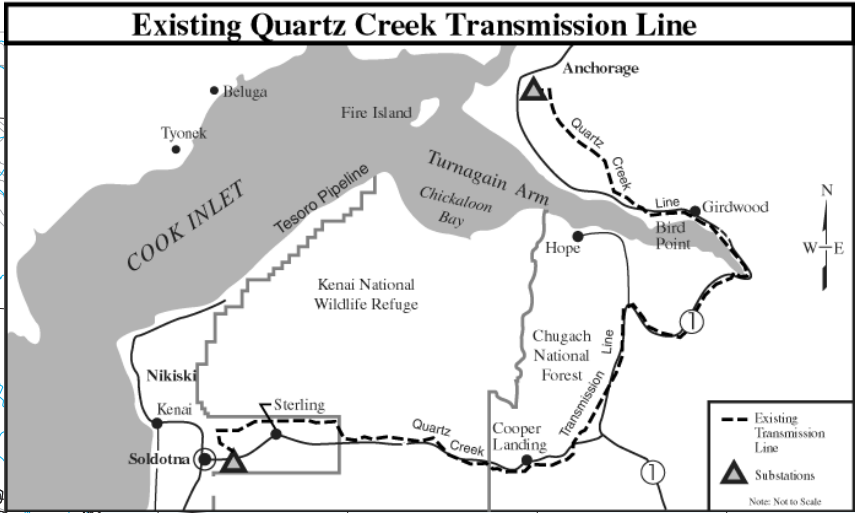 Existing Quartz Creek Transmission Line
Anchorage
Beluga
Fire Island
Tyonek
Quartz
Creek
Line
Turnagain Arm
Tesoro Pipeline
Chickaloon
Bay
COOK INLET
Girdwood
Bird
Point
N
W E
S
Hope
Kenai National
Wildlife Refuge
1
Chugach
National
Forest
Transmission
Line
Nikiski
Kenai
Sterling
Quartz
Creek
Cooper
Landing
Soldotna
1
Existing
Transmission
Line
Substations
Note: Not to Scale